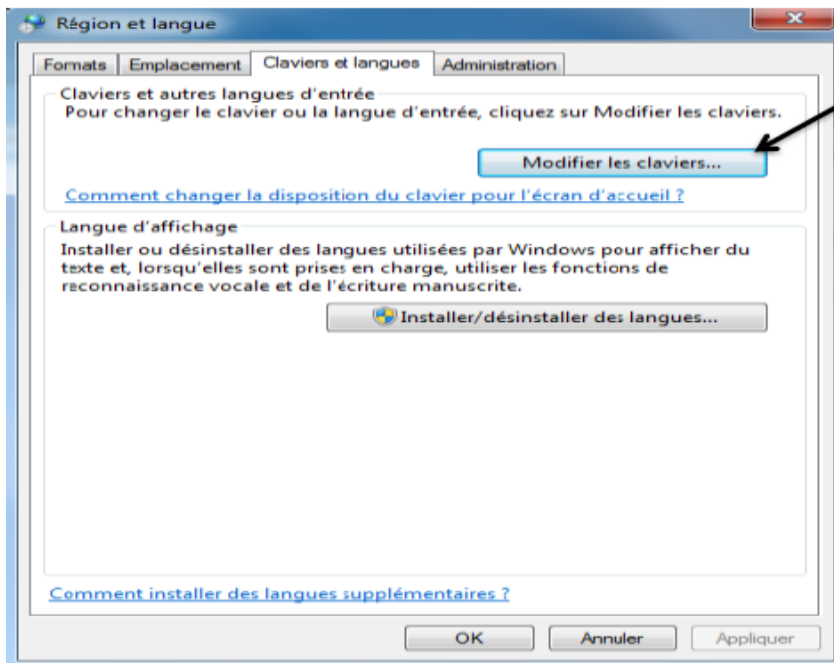 Région et langue
Formats Emplacement Claviers et langues Administration
Claviers et autres langues d'entrée
Pour changer le clavier ou la langue d'entrée, cliquez sur Modifier les claviers.
Modifier les claviers...
Comment changer la disposition du clavier pour l'écran d'accueil ?
Langue d'affichage
Installer ou désinstaller des langues utilisées par Windows pour afficher du
texte et, lorsqu'elles sont prises en charge, utiliser les fonctions de
reconnaissance vocale et de l'écriture manuscrite.
Installer/désinstaller des langues...
Comment installer des langues supplémentaires ?
OK Annuler Appliquer